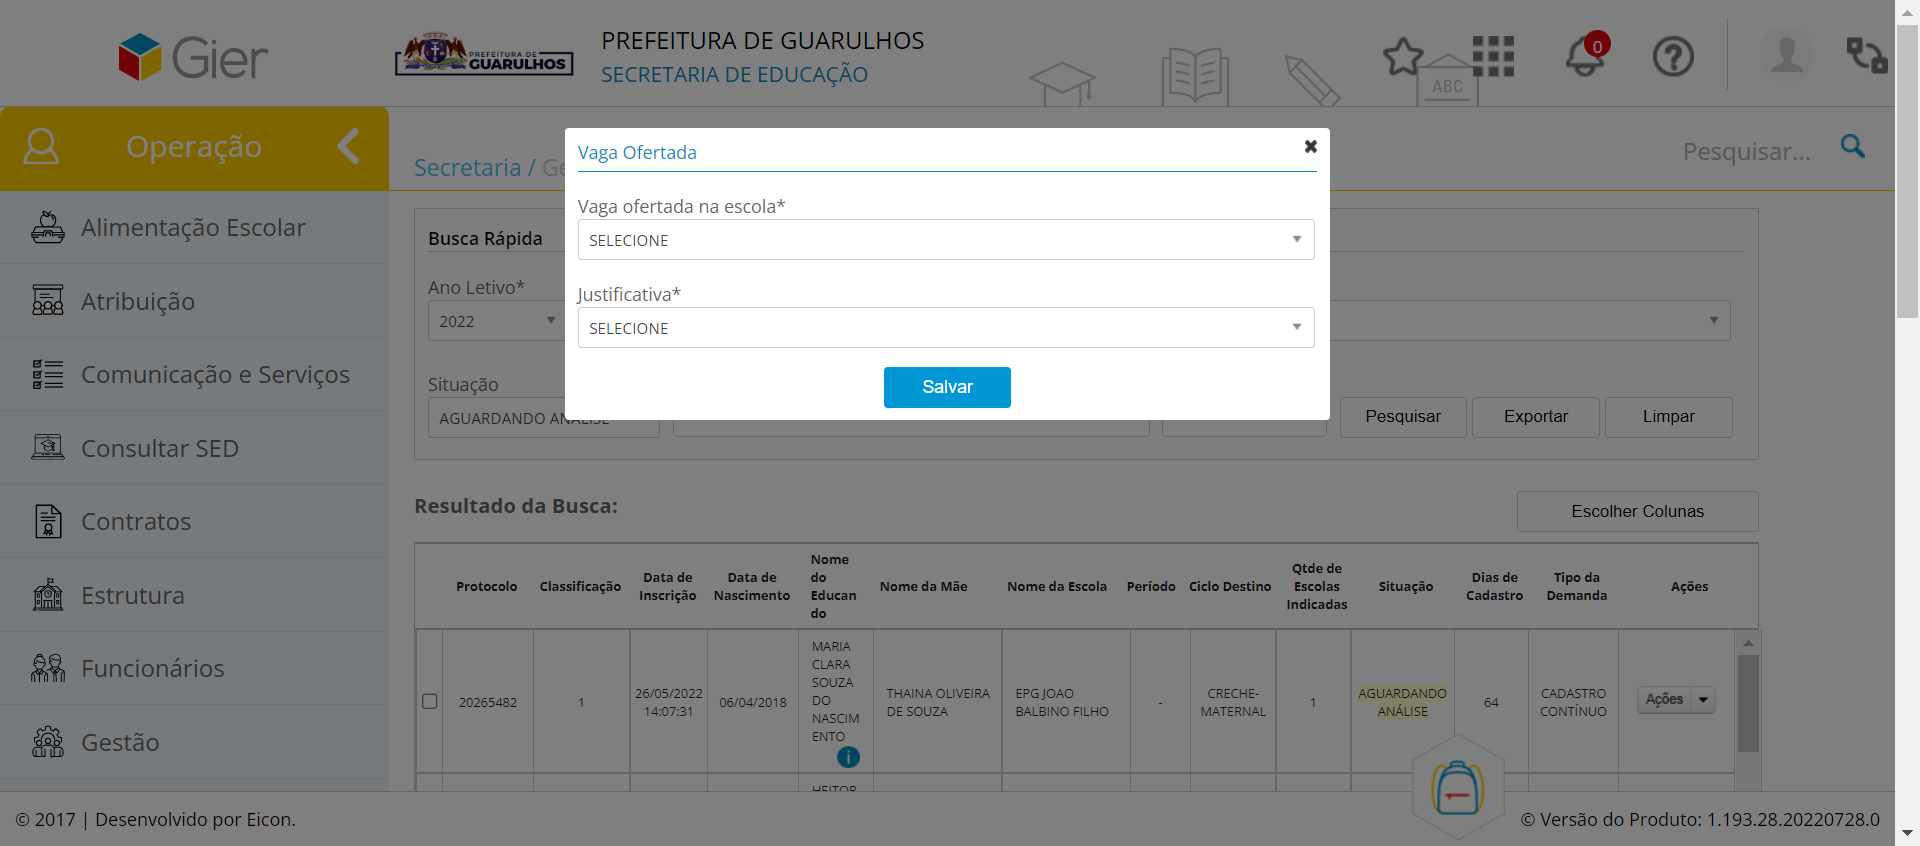 Gier
PREFEITURA DE
GUARULHOS
PREFEITURA DE GUARULHOS
SECRETARIA DE EDUCAÇÃO
ABC
0
Operação
Secretaria / Ge
Pesquisar...
Alimentação Escolar
Atribuição
Comunicação e Serviços
Consultar SED
Contratos
Estrutura
Funcionários
Gestão
Vaga Ofertada
Vaga ofertada na escola*
SELECIONE
Justificativa*
SELECIONE
Salvar
Busca Rápida
Ano Letivo*
2022
Situação
AGUARDANDO ANÁLISE
Pesquisar
Exportar
Limpar
Resultado da Busca:
Escolher Colunas
Protocolo
Classificação
Data de
Inscrição
Data de
Nascimento
Nome
do
Educan
do
Nome da Mãe
Nome da Escola
Período
Ciclo Destino
Qtde de
Escolas
Indicadas
Situação
Dias de
Cadastro
Tipo da
Demanda
Ações
20265482
1
26/05/2022
14:07:31
06/04/2018
MARIA
CLARA
SOUZA
DO
NASCIM
ENTO
i
THAINA OLIVEIRA
DE SOUZA
EPG JOAO
BALBINO FILHO
-
CRECHE-
MATERNAL
1
AGUARDANDO
ANÁLISE
64
CADASTRO
CONTÍNUO
Ações
HEITOR
© 2017 | Desenvolvido por Eicon.
© Versão do Produto: 1.193.28.20220728.0